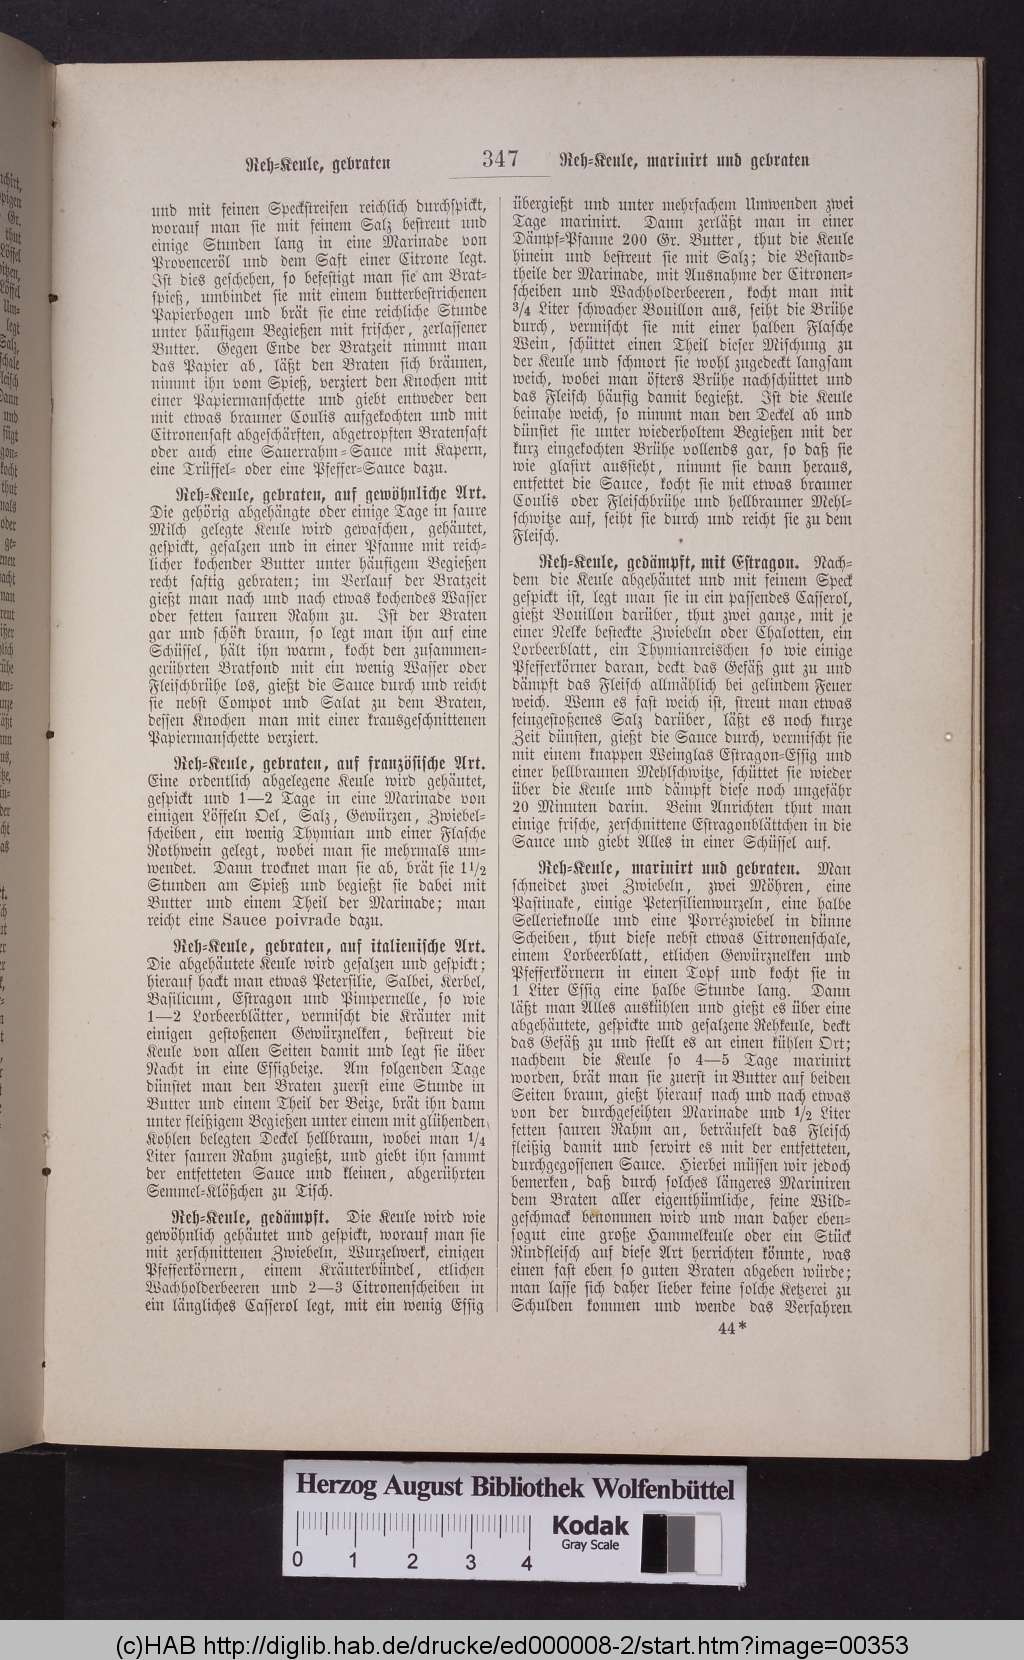 Reh-Keule, gebraten
347
Reh-Keule, marinirt und gebraten
und mit feinen Speckstreifen reichlich durchspickt,
worauf man sie mit feinem Salz bestreut und
einige Stunden lang in eine Marinade von
Provenceröl und dem Saft einer Citrone legt.
Ist dies geschehen, so befestigt man sie am Brat-
spieß, umbindet sie mit einem butterbestrichenen
Papierbogen und brät sie eine reichliche Stunde
unter häufigem Begießen mit frischer, zerlassener
Butter. Gegen Ende der Bratzeit nimmt man
das Papier ab, läßt den Braten sich bräunen,
nimmt ihn vom Spieß, verziert den Knochen mit
einer Papiermanschette und giebt entweder den
mit etwas brauner Coulis aufgekochten und mit
Citronensaft abgeschärften, abgetropften Bratensaft
oder auch eine Sauerrahm-Sauce mit Kapern,
eine Trüffel- oder eine Pfeffer-Sauce dazu.
Reh-Keule, gebraten, auf gewöhnliche Art.
Die gehörig abgehängte oder einige Tage in saure
Milch gelegte Keule wird gewaschen, gehäutet,
gespickt, gesalzen und in einer Pfanne mit reich-
licher kochender Butter unter häufigem Begießen
recht saftig gebraten; im Verlauf der Bratzeit
gießt man nach und nach etwas kochendes Wasser
oder fetten sauren Rahm zu. Ist der Braten
gar und schön braun, so legt man ihn auf eine
Schüssel, hält ihn warm, kocht den zusammen-
gerührten Bratfond mit ein wenig Wasser oder
Fleischbrühe los, gießt die Sauce durch und reicht
sie nebst Compot und Salat zu dem Braten,
dessen Knochen man mit einer krausgeschnittenen
Papiermanschette verziert.
Reh-Keule, gebraten, auf französische Art.
Eine ordentlich abgelegene Keule wird gehäutet,
gespickt und 1—2 Tage in eine Marinade von
einigen Löffeln Oel, Salz, Gewürzen, Zwiebel-
scheiben, ein wenig Thymian und einer Flasche
Rothwein gelegt, wobei man sie mehrmals um-
wendet. Dann trocknet man sie ab, brät sie 1 1/2
Stunden am Spieß und begießt sie dabei mit
Butter und einem Theil der Marinade; man
reicht eine Sauce poivrade dazu.
Reh-Keule, gebraten, auf italienische Art.
Die abgehäutete Keule wird gesalzen und gespickt;
hierauf hackt man etwas Petersilie, Salbei, Kerbel,
Basilicum, Estragon und Pimpernelle, so wie
1—2 Lorbeerblätter, vermischt die Kräuter mit
einigen gestoßenen Gewürznelken, bestreut die
Keule von allen Seiten damit und legt sie über
Nacht in eine Essigbeize. Am folgenden Tage
dünstet man den Braten zuerst eine Stunde in
Butter und einem Theil der Beize, brät ihn dann
unter fleißigem Begießen unter einem mit glühenden
Kohlen belegten Deckel hellbraun, wobei man 1/4
Liter sauren Rahm zugießt, und giebt ihn sammt
der entfetteten Sauce und kleinen, abgerührten
Semmel-Klößchen zu Tisch.
Reh-Keule, gedämpft. Die Keule wird wie
gewöhnlich gehäutet und gespickt, worauf man sie
mit zerschnittenen Zwiebeln, Wurzelwerk, einigen
Pfefferkörnern, einem Kräuterbündel, etlichen
Wachholderbeeren und 2—3 Citronenscheiben in
ein längliches Casserol legt, mit ein wenig Essig
übergießt und unter mehrfachem Umwenden zwei
Tage marinirt. Dann zerläßt man in einer
Dämpf-Pfanne 200 Gr. Butter, thut die Keule
hinein und bestreut sie mit Salz; die Bestand-
theile der Marinade, mit Ausnahme der Citronen-
scheiben und Wachholderbeeren, kocht man mit
3/4 Liter schwacher Bouillon aus, seiht die Brühe
durch, vermischt sie mit einer halben Flasche
Wein, schüttet einen Theil dieser Mischung zu
der Keule und schmort sie wohl zugedeckt langsam
weich, wobei man öfters Brühe nachschüttet und
das Fleisch häufig damit begießt. Ist die Keule
beinahe weich, so nimmt man den Deckel ab und
dünstet sie unter wiederholtem Begießen mit der
kurz eingekochten Brühe vollends gar, so daß sie
wie glasirt aussieht, nimmt sie dann heraus,
entfettet die Sauce, kocht sie mit etwas brauner
Coulis oder Fleischbrühe und hellbrauner Mehl-
schwitze auf, seiht sie durch und reicht sie zu dem
Fleisch.
Reh-Keule, gedämpft, mit Estragon. Nach-
dem die Keule abgehäutet und mit feinem Speck
gespickt ist, legt man sie in ein passendes Casserol,
gießt Bouillon darüber, thut zwei ganze, mit je
einer Nelke besteckte Zwiebeln oder Chalotten, ein
Lorbeerblatt, ein Thymianreischen so wie einige
Pfefferkörner daran, deckt das Gefäß gut zu und
dämpft das Fleisch allmählich bei gelindem Feuer
weich. Wenn es fast weich ist, streut man etwas
feingestoßenes Salz darüber, läßt es noch kurze
Zeit dünsten, gießt die Sauce durch, vermischt sie
mit einem knappen Weinglas Estragon-Essig und
einer hellbraunen Mehlschwitze, schüttet sie wieder
über die Keule und dämpft diese noch ungefähr
20 Minuten darin. Beim Anrichten thut man
einige frische, zerschnittene Estragonblättchen in die
Sauce und giebt Alles in einer Schüssel auf.
Reh-Keule, marinirt und gebraten. Man
schneidet zwei Zwiebeln, zwei Möhren, eine
Pastinake, einige Petersilienwurzeln, eine halbe
Sellerieknolle und eine Porrézwiebel in dünne
Scheiben, thut diese nebst etwas Citronenschale,
einem Lorbeerblatt, etlichen Gewürznelken und
Pfefferkörnern in einen Topf und kocht sie in
1 Liter Essig eine halbe Stunde lang. Dann
läßt man Alles auskühlen und gießt es über eine
abgehäutete, gespickte und gesalzene Rehkeule, deckt
das Gefäß zu und stellt es an einen kühlen Ort;
nachdem die Keule so 4—5 Tage marinirt
worden, brät man sie zuerst in Butter auf beiden
Seiten braun, gießt hierauf nach und nach etwas
von der durchgeseihten Marinade und 1/2 Liter
fetten sauren Rahm an, beträufelt das Fleisch
fleißig damit und servirt es mit der entfetteten,
durchgegossenen Sauce. Hierbei müssen wir jedoch
bemerken, daß durch solches längeres Mariniren
dem Braten aller eigenthümliche, feine Wild-
geschmack benommen wird und man daher eben-
sogut eine große Hammelkeule oder ein Stück
Rindfleisch auf diese Art herrichten könnte, was
einen fast eben so guten Braten abgeben würde;
man lasse sich daher lieber keine solche Ketzerei zu
Schulden kommen und wende das Verfahren
44*
Herzog August Bibliothek Wolfenbüttel
Kodak
Gray Scale
0 1 2 3 4
(c)HAB http://diglib.hab.de/drucke/ed000008-2/start.htm?image=00353